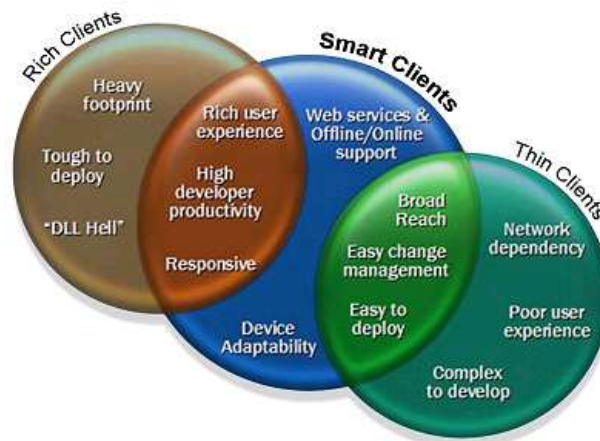 Rich Clients
Heavy
footprint
Tough to
deploy
"DLL Hell"
Rich user
experience
High
developer
productivity
Responsive
Smart Clients
Web services &
Offline/Online
support
Device
Adaptability
Broad
Reach
Easy change
management
Easy to
deploy
Thin Clients
Network
dependency
Poor user
experience
Complex
to develop